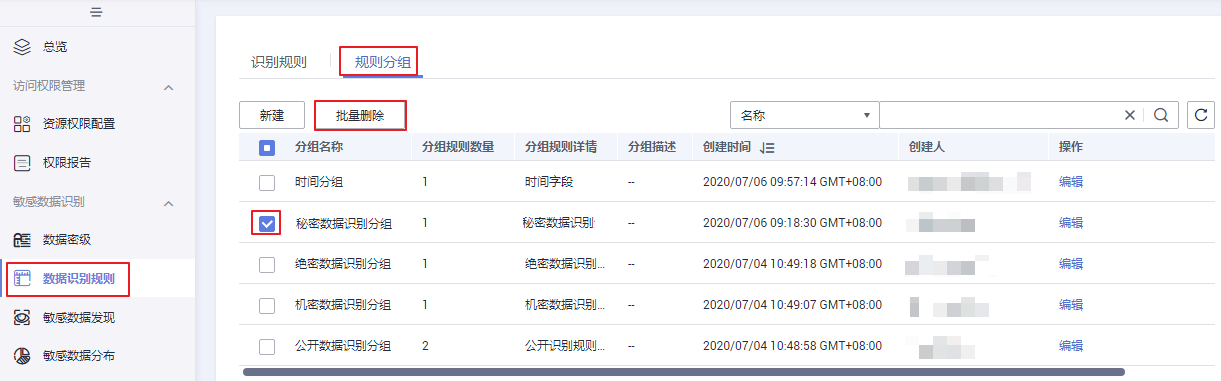 总览
访问权限管理
资源权限配置
权限报告
敏感数据识别
数据密级
数据识别规则
敏感数据发现
敏感数据分布
识别规则 规则分组
新建 批量删除 名称
分组名称 分组规则数量 分组规则详情 分组描述 创建时间 创建人 操作
时间分组 1 时间字段 -- 2020/07/06 09:57:14 GMT+08:00 编辑
秘密数据识别分组 1 秘密数据识别 -- 2020/07/06 09:18:30 GMT+08:00 编辑
绝密数据识别分组 1 绝密数据识别... -- 2020/07/04 10:49:18 GMT+08:00 编辑
机密数据识别分组 1 机密数据识别... -- 2020/07/04 10:49:07 GMT+08:00 编辑
公开数据识别分组 2 公开识别规则... -- 2020/07/04 10:48:58 GMT+08:00 编辑